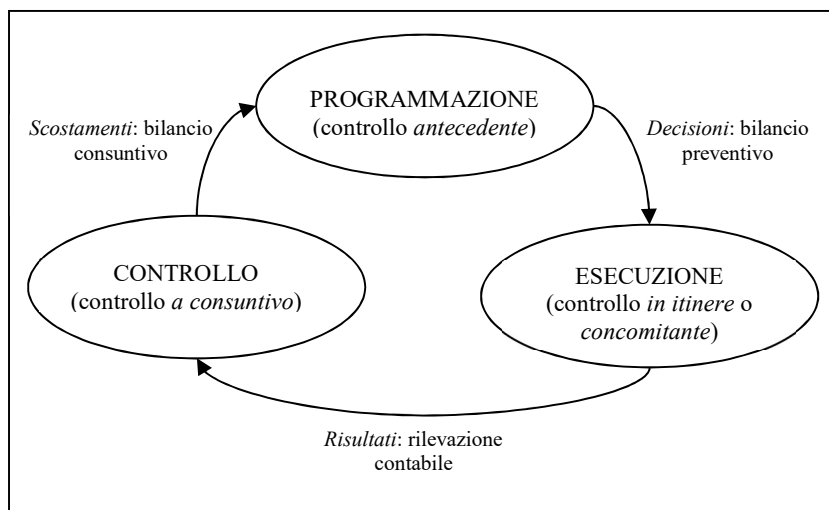 PROGRAMMAZIONE
(controllo antecedente)
Scostamenti: bilancio
consuntivo
Decisioni: bilancio
preventivo
CONTROLLO
(controllo a consuntivo)
ESECUZIONE
(controllo in itinere o
concomitante)
Risultati: rilevazione
contabile